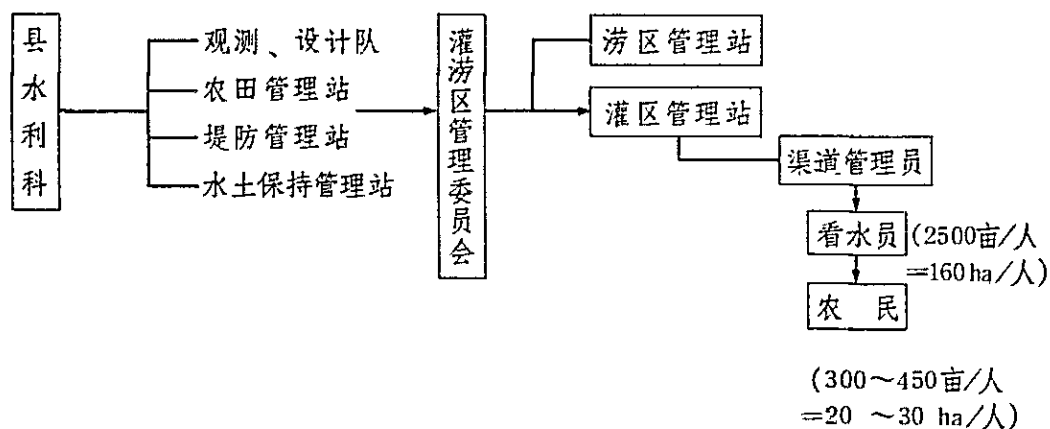 县水利科
观测、设计队
农田管理站
堤防管理站
水土保持管理站
灌涝区管理委员会
涝区管理站
灌区管理站
渠道管理员
看水员
(2500亩/人
=160ha/人)
农 民
(300～450亩/人
=20 ～30 ha/人)